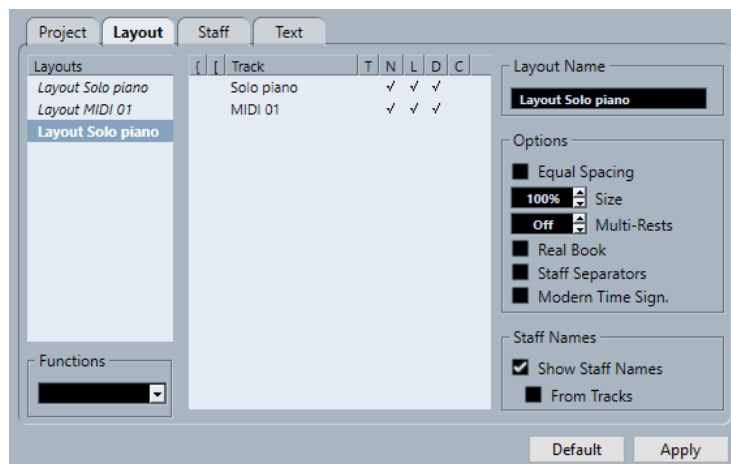 Project Layout Staff Text
Layouts
Layout Solo piano
Layout MIDI 01
Layout Solo piano
Functions
{ [ Track T N L D C
Solo piano √ √ √
MIDI 01 √ √ √
Layout Name
Layout Solo piano
Options
Equal Spacing
100% Size
Off Multi-Rests
Real Book
Staff Separators
Modern Time Sign.
Staff Names
Show Staff Names
From Tracks
Default Apply